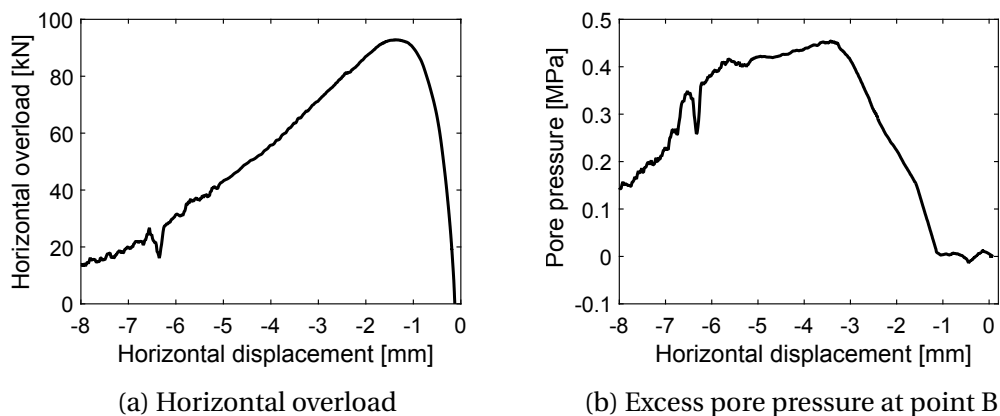 100
80
60
40
20
0
Horizontal overload [kN]
-8 -7 -6 -5 -4 -3 -2 -1 0
Horizontal displacement [mm]
(a) Horizontal overload
0.5
0.4
0.3
0.2
0.1
0
-0.1
Pore pressure [MPa]
-8 -7 -6 -5 -4 -3 -2 -1 0
Horizontal displacement [mm]
(b) Excess pore pressure at point B